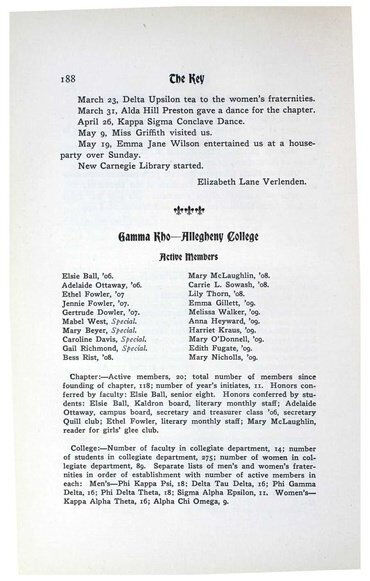 188 The Key
March 23, Delta Upsilon tea to the women's fraternities.
March 31, Alda Hill Preston gave a dance for the chapter.
April 26, Kappa Sigma Conclave Dance.
May 9, Miss Griffith visited us.
May 19, Emma Jane Wilson entertained us at a house-
party over Sunday.
New Carnegie Library started.
Elizabeth Lane Verlenden.
Gamma Rho—Allegheny College
Active Members
Elsie Ball, '06.
Adelaide Ottaway, '06.
Ethel Fowler, '07
Jennie Fowler, '07.
Gertrude Dowler, '07.
Mabel West, Special.
Mary Beyer, Special.
Caroline Davis, Special.
Gail Richmond, Special.
Bess Rist, '08.
Mary McLaughlin, '08.
Carrie L. Sowash, '08.
Lily Thorn, '08.
Emma Gillett, '09.
Melissa Walker, '09.
Anna Heyward, '09.
Harriet Kraus, '09.
Mary O'Donnell, '09.
Edith Fugate, '09.
Mary Nicholls, '09.
Chapter:—Active members, 20; total number of members since
founding of chapter, 118; number of year's initiates, 11. Honors con-
ferred by faculty: Elsie Ball, senior eight. Honors conferred by stu-
dents: Elsie Ball, Kaldron board, literary monthly staff; Adelaide
Ottaway, campus board, secretary and treasurer class '06, secretary
Quill club; Ethel Fowler, literary monthly staff; Mary McLaughlin,
reader for girls' glee club.
College:—Number of faculty in collegiate department, 14; number
of students in collegiate department, 275; number of women in col-
legiate department, 89. Separate lists of men's and women's frater-
nities in order of establishment with number of active members in
each: Men's—Phi Kappa Psi, 18; Delta Tau Delta, 16; Phi Gamma
Delta, 16; Phi Delta Theta, 18; Sigma Alpha Epsilon, 11. Women's—
Kappa Alpha Theta, 16; Alpha Chi Omega, 9.